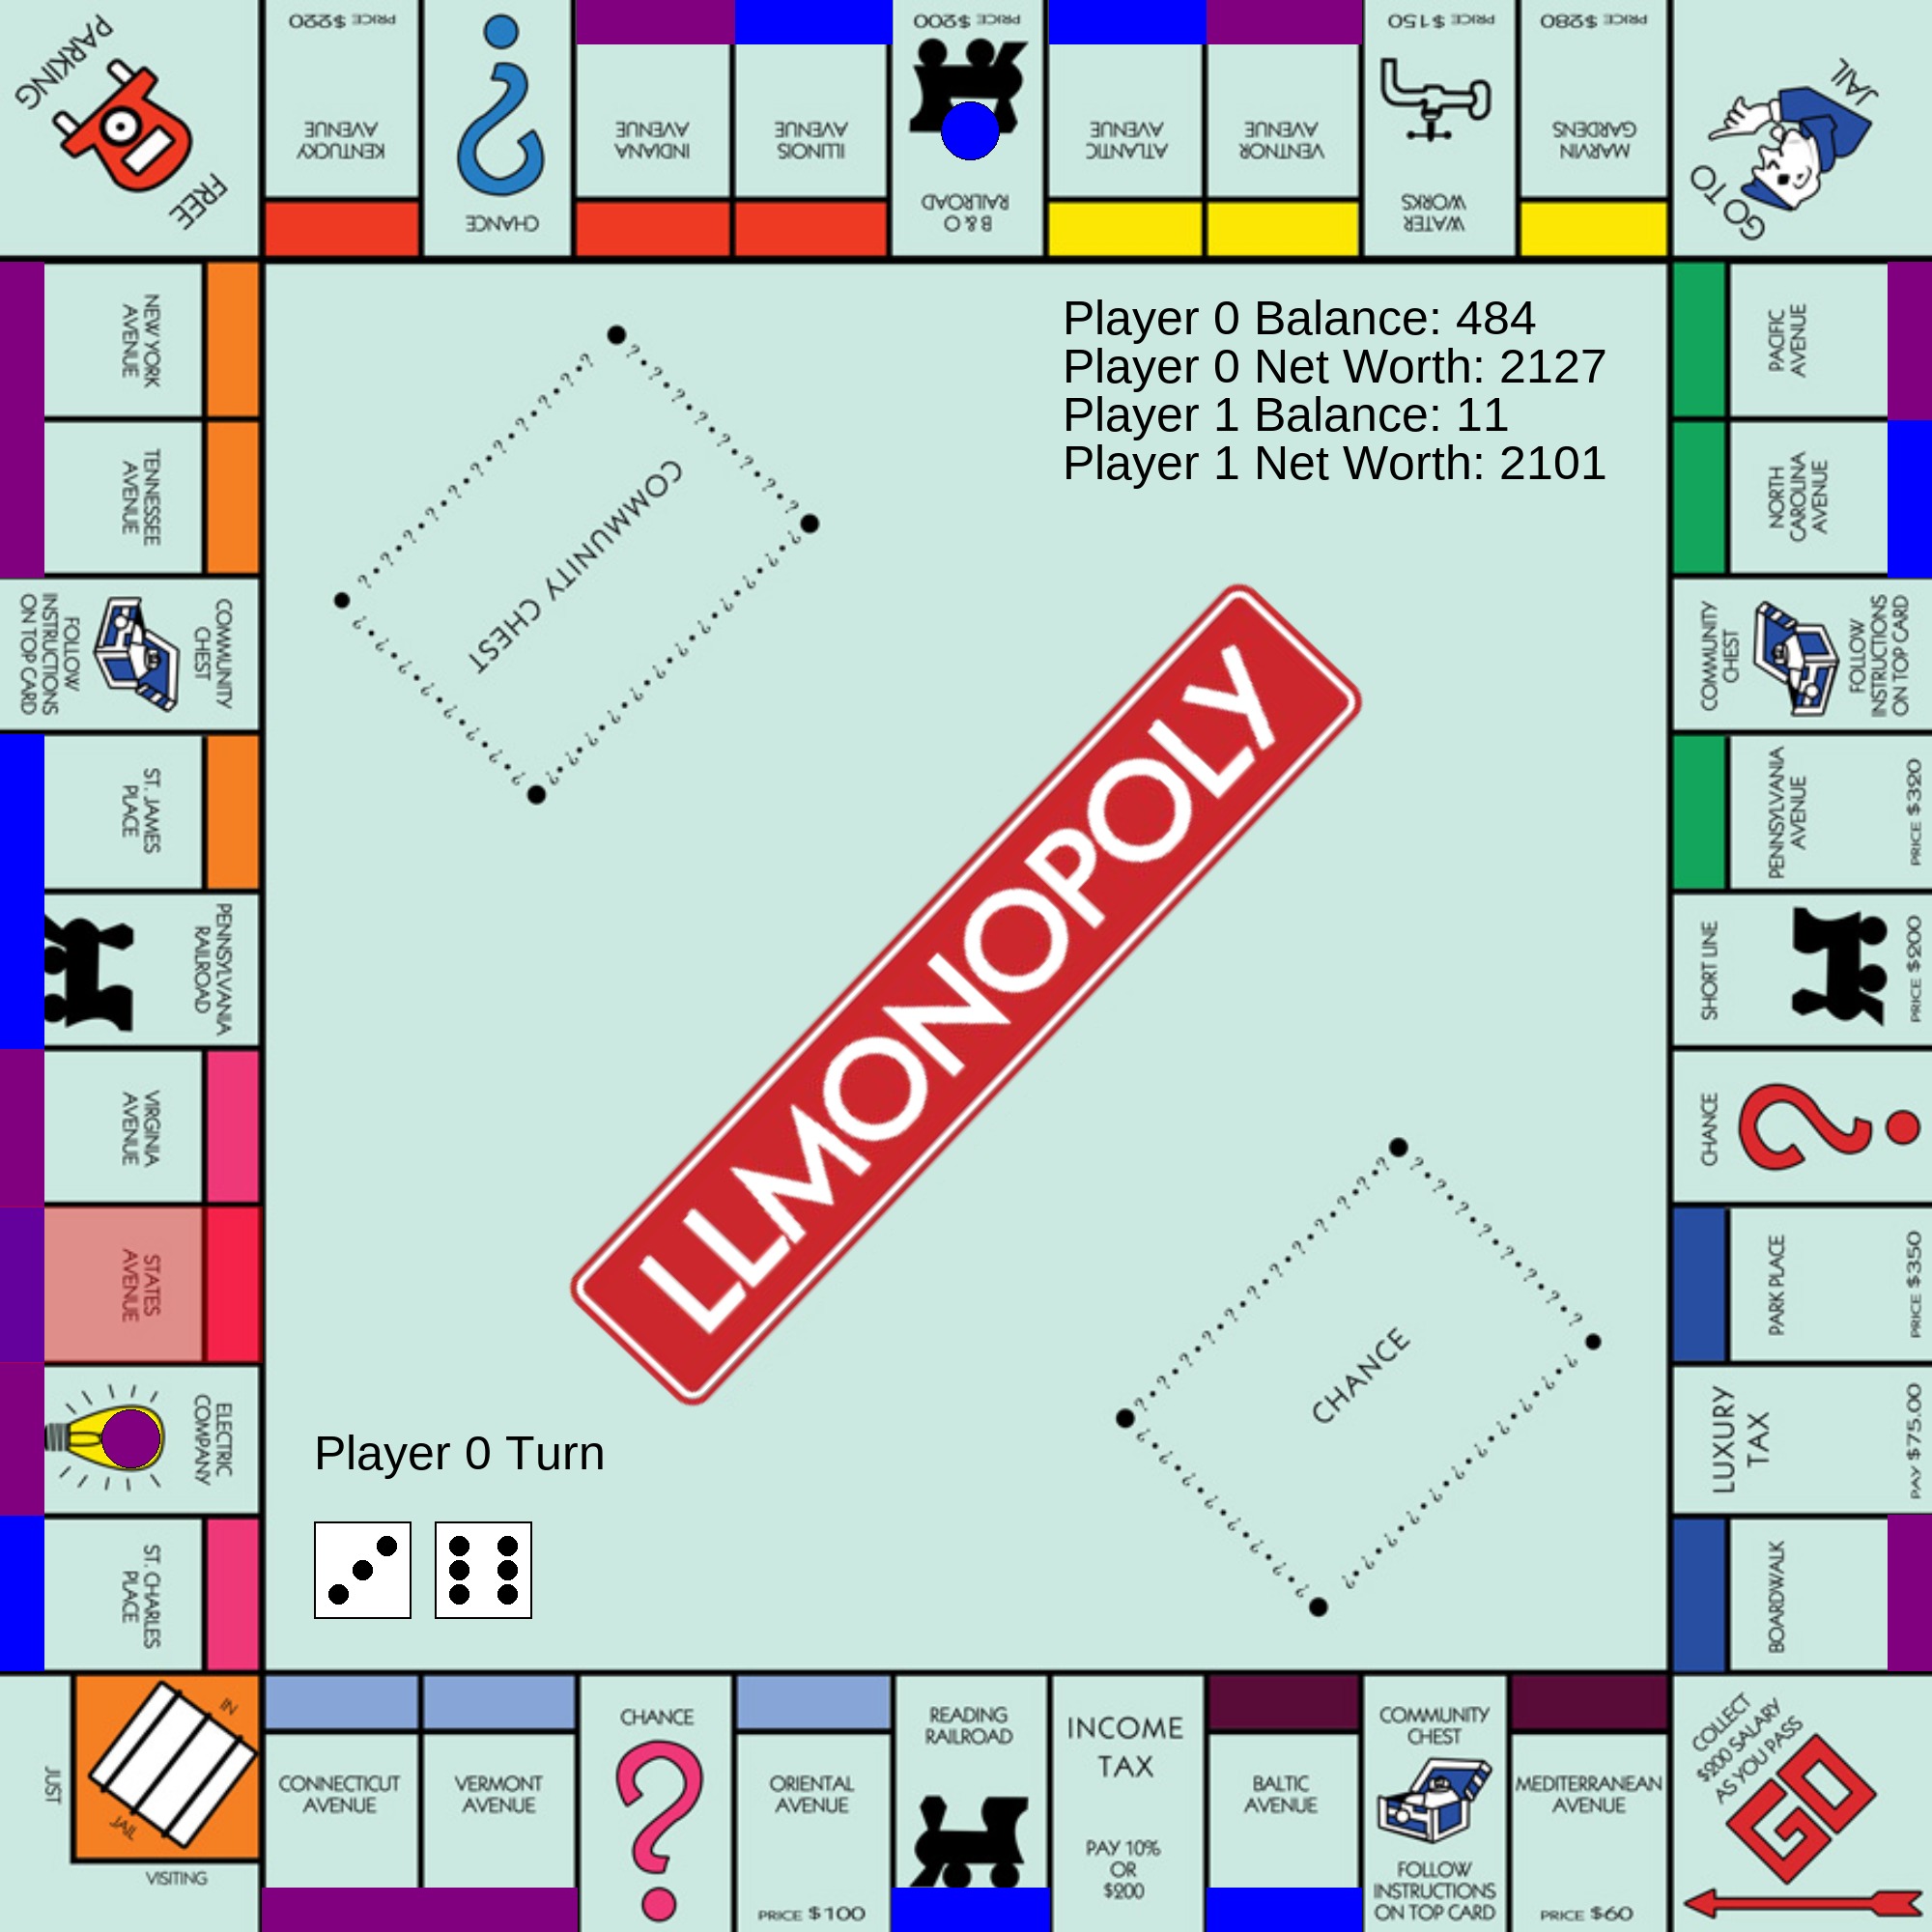 PARKING
FREE
PRICE $220
KENTUCKY
AVENUE
CHANCE
INDIANA
AVENUE
ILLINOIS
AVENUE
PRICE $200
B & O
RAILROAD
ATLANTIC
AVENUE
VENTNOR
AVENUE
PRICE $150
WATER
WORKS
PRICE $280
MARVIN
GARDENS
GO TO
JAIL
NEW YORK
AVENUE
TENNESSEE
AVENUE
COMMUNITY
CHEST
FOLLOW
INSTRUCTIONS
ON TOP CARD
ST. JAMES
PLACE
PENNSYLVANIA
RAILROAD
VIRGINIA
AVENUE
STATES
AVENUE
ELECTRIC
COMPANY
ST. CHARLES
PLACE
Player 0 Balance: 484
Player 0 Net Worth: 2127
Player 1 Balance: 11
Player 1 Net Worth: 2101
COMMUNITY CHEST
LLMONOPOLY
CHANCE
Player 0 Turn
PACIFIC
AVENUE
NORTH
CAROLINA
AVENUE
COMMUNITY
CHEST
FOLLOW
INSTRUCTIONS
ON TOP CARD
PENNSYLVANIA
AVENUE
PRICE $320
SHORT LINE
PRICE $200
CHANCE
PARK PLACE
PRICE $350
LUXURY
TAX
PAY $75.00
BOARDWALK
IN
JAIL
JUST
VISITING
CONNECTICUT
AVENUE
VERMONT
AVENUE
CHANCE
ORIENTAL
AVENUE
PRICE $100
READING
RAILROAD
INCOME
TAX
PAY 10%
OR
$200
BALTIC
AVENUE
COMMUNITY
CHEST
FOLLOW
INSTRUCTIONS
ON TOP CARD
MEDITERRANEAN
AVENUE
PRICE $60
COLLECT
$200 SALARY
AS YOU PASS
GO